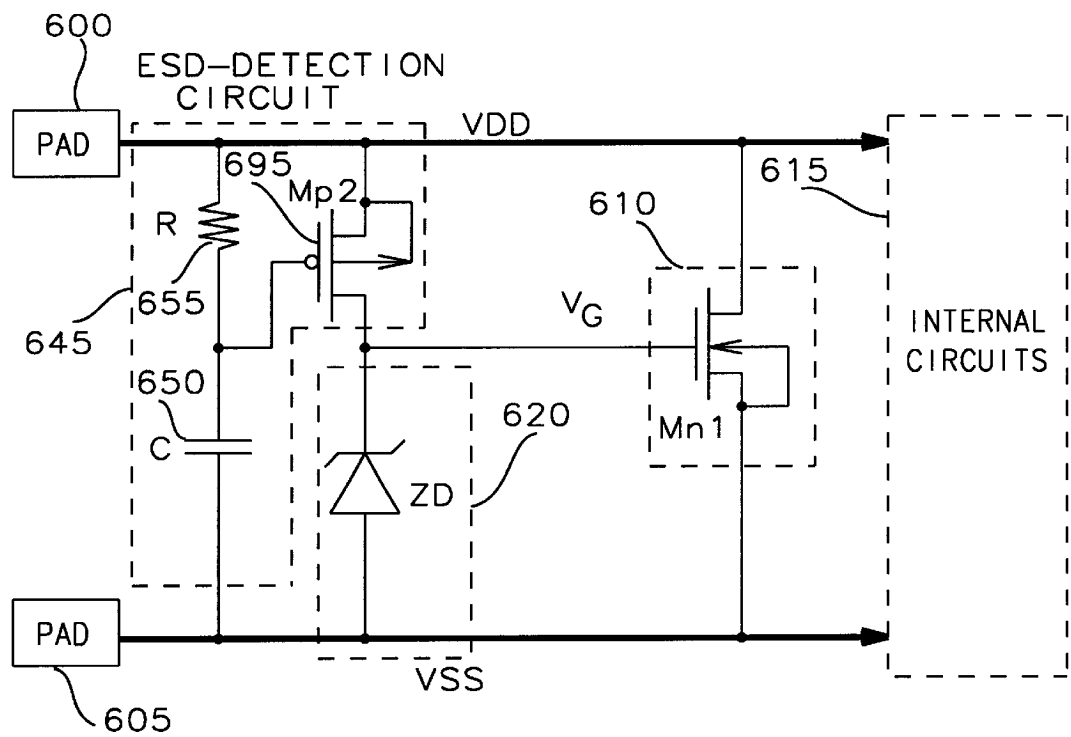 600
ESD-DETECTION
CIRCUIT
PAD
VDD
695
Mp2
615
610
R
655
VG
645
INTERNAL
CIRCUITS
650
C
620
Mn1
ZD
PAD
VSS
605